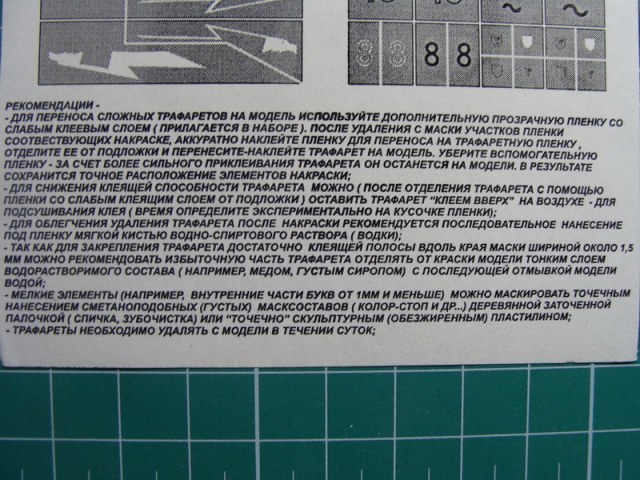 8 8 8 8
РЕКОМЕНДАЦИИ -
- ДЛЯ ПЕРЕНОСА СЛОЖНЫХ ТРАФАРЕТОВ НА МОДЕЛЬ ИСПОЛЬЗУЙТЕ ДОПОЛНИТЕЛЬНУЮ ПРОЗРАЧНУЮ ПЛЕНКУ СО
СЛАБЫМ КЛЕЕВЫМ СЛОЕМ ( ПРИЛАГАЕТСЯ В НАБОРЕ ). ПОСЛЕ УДАЛЕНИЯ С МАСКИ УЧАСТКОВ ПЛЕНКИ
СООТВЕСТВУЮЩИХ НАКРАСКЕ, АККУРАТНО НАКЛЕЙТЕ ПЛЕНКУ ДЛЯ ПЕРЕНОСА НА ТРАФАРЕТНУЮ ПЛЕНКУ ,
ОТДЕЛИТЕ ЕЕ ОТ ПОДЛОЖКИ И ПЕРЕНЕСИТЕ-НАКЛЕЙТЕ ТРАФАРЕТ НА МОДЕЛЬ. УБЕРИТЕ ВСПОМОГАТЕЛЬНУЮ
ПЛЕНКУ - ЗА СЧЕТ БОЛЕЕ СИЛЬНОГО ПРИКЛЕИВАНИЯ ТРАФАРЕТА ОН ОСТАНЕТСЯ НА МОДЕЛИ. В РЕЗУЛЬТАТЕ
СОХРАНИТСЯ ТОЧНОЕ РАСПОЛОЖЕНИЕ ЭЛЕМЕНТОВ НАКРАСКИ;
- ДЛЯ СНИЖЕНИЯ КЛЕЯЩЕЙ СПОСОБНОСТИ ТРАФАРЕТА МОЖНО ( ПОСЛЕ ОТДЕЛЕНИЯ ТРАФАРЕТА С ПОМОЩЬЮ
ПЛЕНКИ СО СЛАБЫМ КЛЕЯЩИМ СЛОЕМ ОТ ПОДЛОЖКИ ) ОСТАВИТЬ ТРАФАРЕТ "КЛЕЕМ ВВЕРХ" НА ВОЗДУХЕ - ДЛЯ
ПОДСУШИВАНИЯ КЛЕЯ ( ВРЕМЯ ОПРЕДЕЛИТЕ ЭКСПЕРИМЕНТАЛЬНО НА КУСОЧКЕ ПЛЕНКИ);
- ДЛЯ ОБЛЕГЧЕНИЯ УДАЛЕНИЯ ТРАФАРЕТА ПОСЛЕ НАКРАСКИ РЕКОМЕНДУЕТСЯ ПОСЛЕДОВАТЕЛЬНОЕ НАНЕСЕНИЕ
ПОД ПЛЕНКУ МЯГКОЙ КИСТЬЮ ВОДНО-СПИРТОВОГО РАСТВОРА ( ВОДКИ);
- ТАК КАК ДЛЯ ЗАКРЕПЛЕНИЯ ТРАФАРЕТА ДОСТАТОЧНО КЛЕЯЩЕЙ ПОЛОСЫ ВДОЛЬ КРАЯ МАСКИ ШИРИНОЙ ОКОЛО 1,5
ММ МОЖНО РЕКОМЕНДОВАТЬ ИЗБЫТОЧНУЮ ЧАСТЬ ТРАФАРЕТА ОТДЕЛЯТЬ ОТ КРАСКИ МОДЕЛИ ТОНКИМ СЛОЕМ
ВОДОРАСТВОРИМОГО СОСТАВА ( НАПРИМЕР, МЕДОМ, ГУСТЫМ СИРОПОМ) С ПОСЛЕДУЮЩЕЙ ОТМЫВКОЙ МОДЕЛИ
ВОДОЙ;
- МЕЛКИЕ ЭЛЕМЕНТЫ (НАПРИМЕР, ВНУТРЕННИЕ ЧАСТИ БУКВ ОТ 1ММ И МЕНЬШЕ) МОЖНО МАСКИРОВАТЬ ТОЧЕЧНЫМ
НАНЕСЕНИЕМ СМЕТАНОПОДОБНЫХ (ГУСТЫХ) МАСКСОСТАВОВ ( КОЛОР-СТОП И ДР...) ДЕРЕВЯННОЙ ЗАТОЧЕННОЙ
ПАЛОЧКОЙ ( СПИЧКА, ЗУБОЧИСТКА) ИЛИ "ТОЧЕЧНО" СКУЛЬПТУРНЫМ (ОБЕЗЖИРЕННЫМ) ПЛАСТИЛИНОМ;
- ТРАФАРЕТЫ НЕОБХОДИМО УДАЛЯТЬ С МОДЕЛИ В ТЕЧЕНИИ СУТОК;